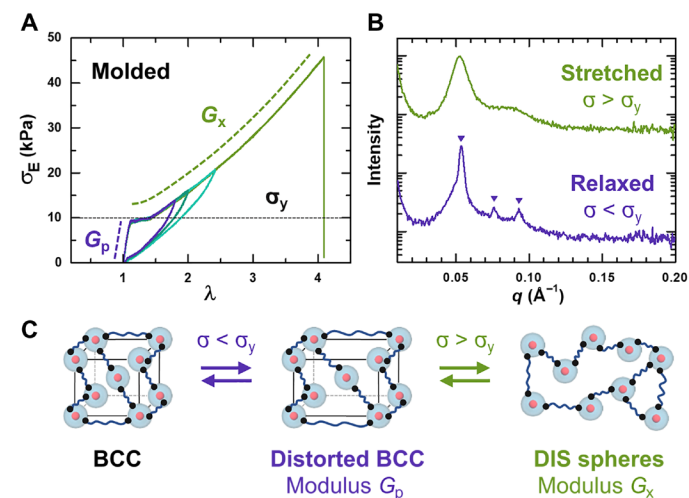 A
B
50
40
30
20
10
0
σE (kPa)
Molded
Gx
σy
Gp
1
2
3
4
λ
Intensity
Stretched
σ > σy
Relaxed
σ < σy
0.05
0.10
0.15
0.20
q (Å⁻¹)
C
σ < σy
σ > σy
BCC
Distorted BCC
DIS spheres
Modulus Gp
Modulus Gx